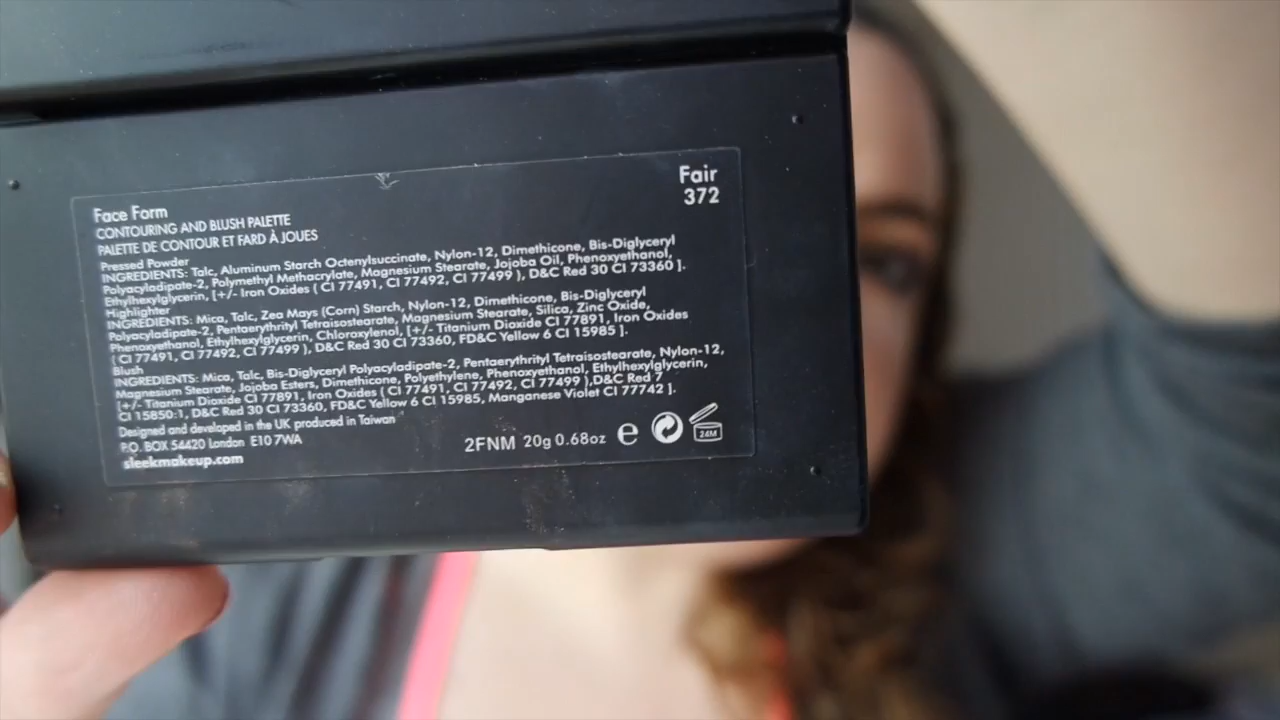 Fair
372
Face Form
CONTOURING AND BLUSH PALETTE
PALETTE DE CONTOUR ET FARD À JOUES
Pressed Powder
INGREDIENTS: Talc, Aluminum Starch Octenylsuccinate, Nylon-12, Dimethicone, Bis-Diglyceryl
Polyacyladipate-2, Polymethyl Methacrylate, Magnesium Stearate, Jojoba Oil, Phenoxyethanol,
Ethylhexylglycerin, [+/- Iron Oxides ( CI 77491, CI 77492, CI 77499 ), D&C Red 30 CI 73360 ].
Highlighter
INGREDIENTS: Mica, Talc, Zea Mays (Corn) Starch, Nylon-12, Dimethicone, Bis-Diglyceryl
Polyacyladipate-2, Pentaerythrityl Tetraisostearate, Magnesium Stearate, Silica, Zinc Oxide,
Phenoxyethanol, Ethylhexylglycerin, Chloroxylenol, [+/- Titanium Dioxide CI 77891, Iron Oxides
( CI 77491, CI 77492, CI 77499 ), D&C Red 30 CI 73360, FD&C Yellow 6 CI 15985 ].
Blush
INGREDIENTS: Mica, Talc, Bis-Diglyceryl Polyacyladipate-2, Pentaerythrityl Tetraisostearate, Nylon-12,
Magnesium Stearate, Jojoba Esters, Dimethicone, Polyethylene, Phenoxyethanol, Ethylhexylglycerin,
[+/- Titanium Dioxide CI 77891, Iron Oxides ( CI 77491, CI 77492, CI 77499 ),D&C Red 7
CI 15850:1, D&C Red 30 CI 73360, FD&C Yellow 6 CI 15985, Manganese Violet CI 77742 ].
Designed and developed in the UK produced in Taiwan
P.O. BOX 54420 London E10 7WA
sleekmakeup.com
2FNM 20g 0.68oz e 24M